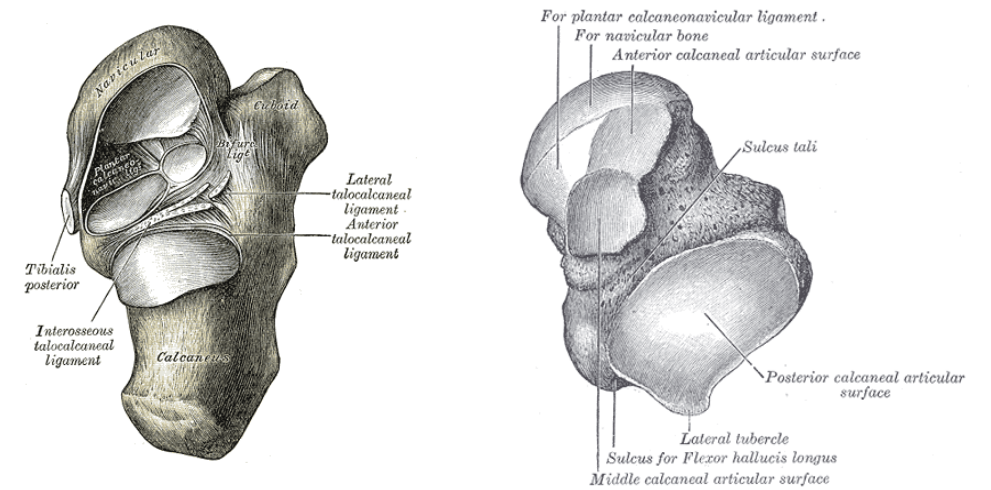 Navicular
Cuboid
Bifurc.
ligt
Plantar
calcaneo-
navic. ligt
Lateral
talocalcaneal
ligament
Anterior
talocalcaneal
ligament
Tibialis
posterior
Interosseous
talocalcaneal
ligament
Calcaneus
For plantar calcaneonavicular ligament .
For navicular bone
Anterior calcaneal articular surface
Sulcus tali
Posterior calcaneal articular
surface
Lateral tubercle
Sulcus for Flexor hallucis longus
Middle calcaneal articular surface